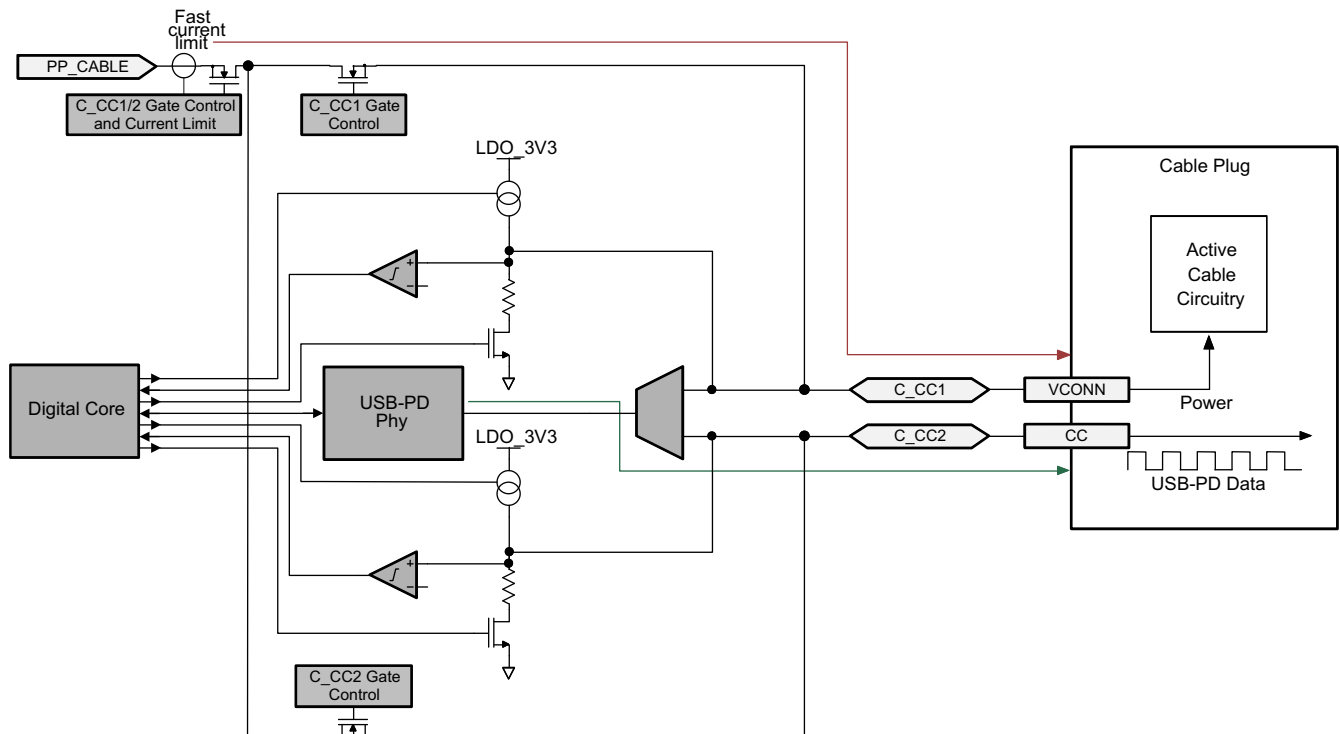 Fast
current
limit
PP_CABLE
C_CC1/2 Gate Control
and Current Limit
C_CC1 Gate
Control
LDO_3V3
+
−
Cable Plug
Active
Cable
Circuitry
Digital Core
USB-PD
Phy
C_CC1
VCONN
Power
C_CC2
CC
USB-PD Data
LDO_3V3
+
−
C_CC2 Gate
Control